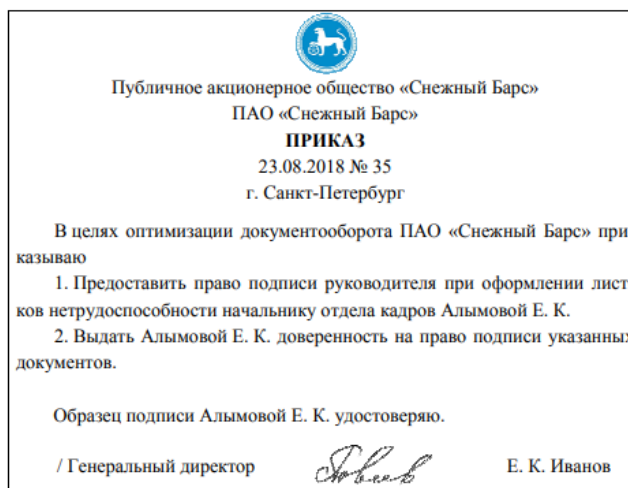 Публичное акционерное общество «Снежный Барс»
ПАО «Снежный Барс»
ПРИКАЗ
23.08.2018 № 35
г. Санкт-Петербург
В целях оптимизации документооборота ПАО «Снежный Барс» при
казываю
1. Предоставить право подписи руководителя при оформлении лист
ков нетрудоспособности начальнику отдела кадров Алымовой Е. К.
2. Выдать Алымовой Е. К. доверенность на право подписи указанных
документов.
Образец подписи Алымовой Е. К. удостоверяю.
/ Генеральный директор Е. К. Иванов